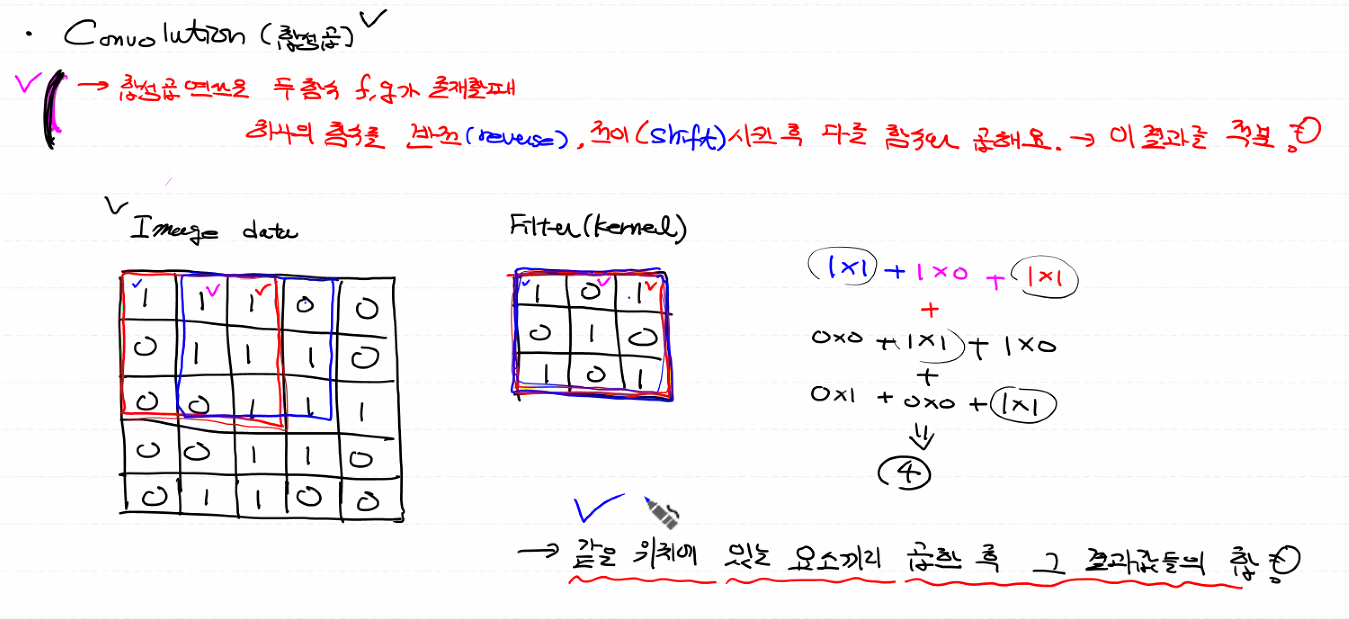 · Convolution (합성곱)
→ 합성곱 연산은 두 함수 f, g가 존재할때
하나의 함수를 반전(reverse), 전이(shift)시킨 후 다른 함수와 곱해요. → 이 결과를 적분!
Image data
Filter(kernel)
1 1 1 0 0
0 1 1 1 0
0 0 1 1 1
0 0 1 1 0
0 1 1 0 0
1 0 1
0 1 0
1 0 1
1×1 + 1×0 + 1×1
+
0×0 + 1×1 + 1×0
+
0×1 + 0×0 + 1×1
⇓
4
→ 같은 위치에 있는 요소끼리 곱한 후 그 결과값들의 합!